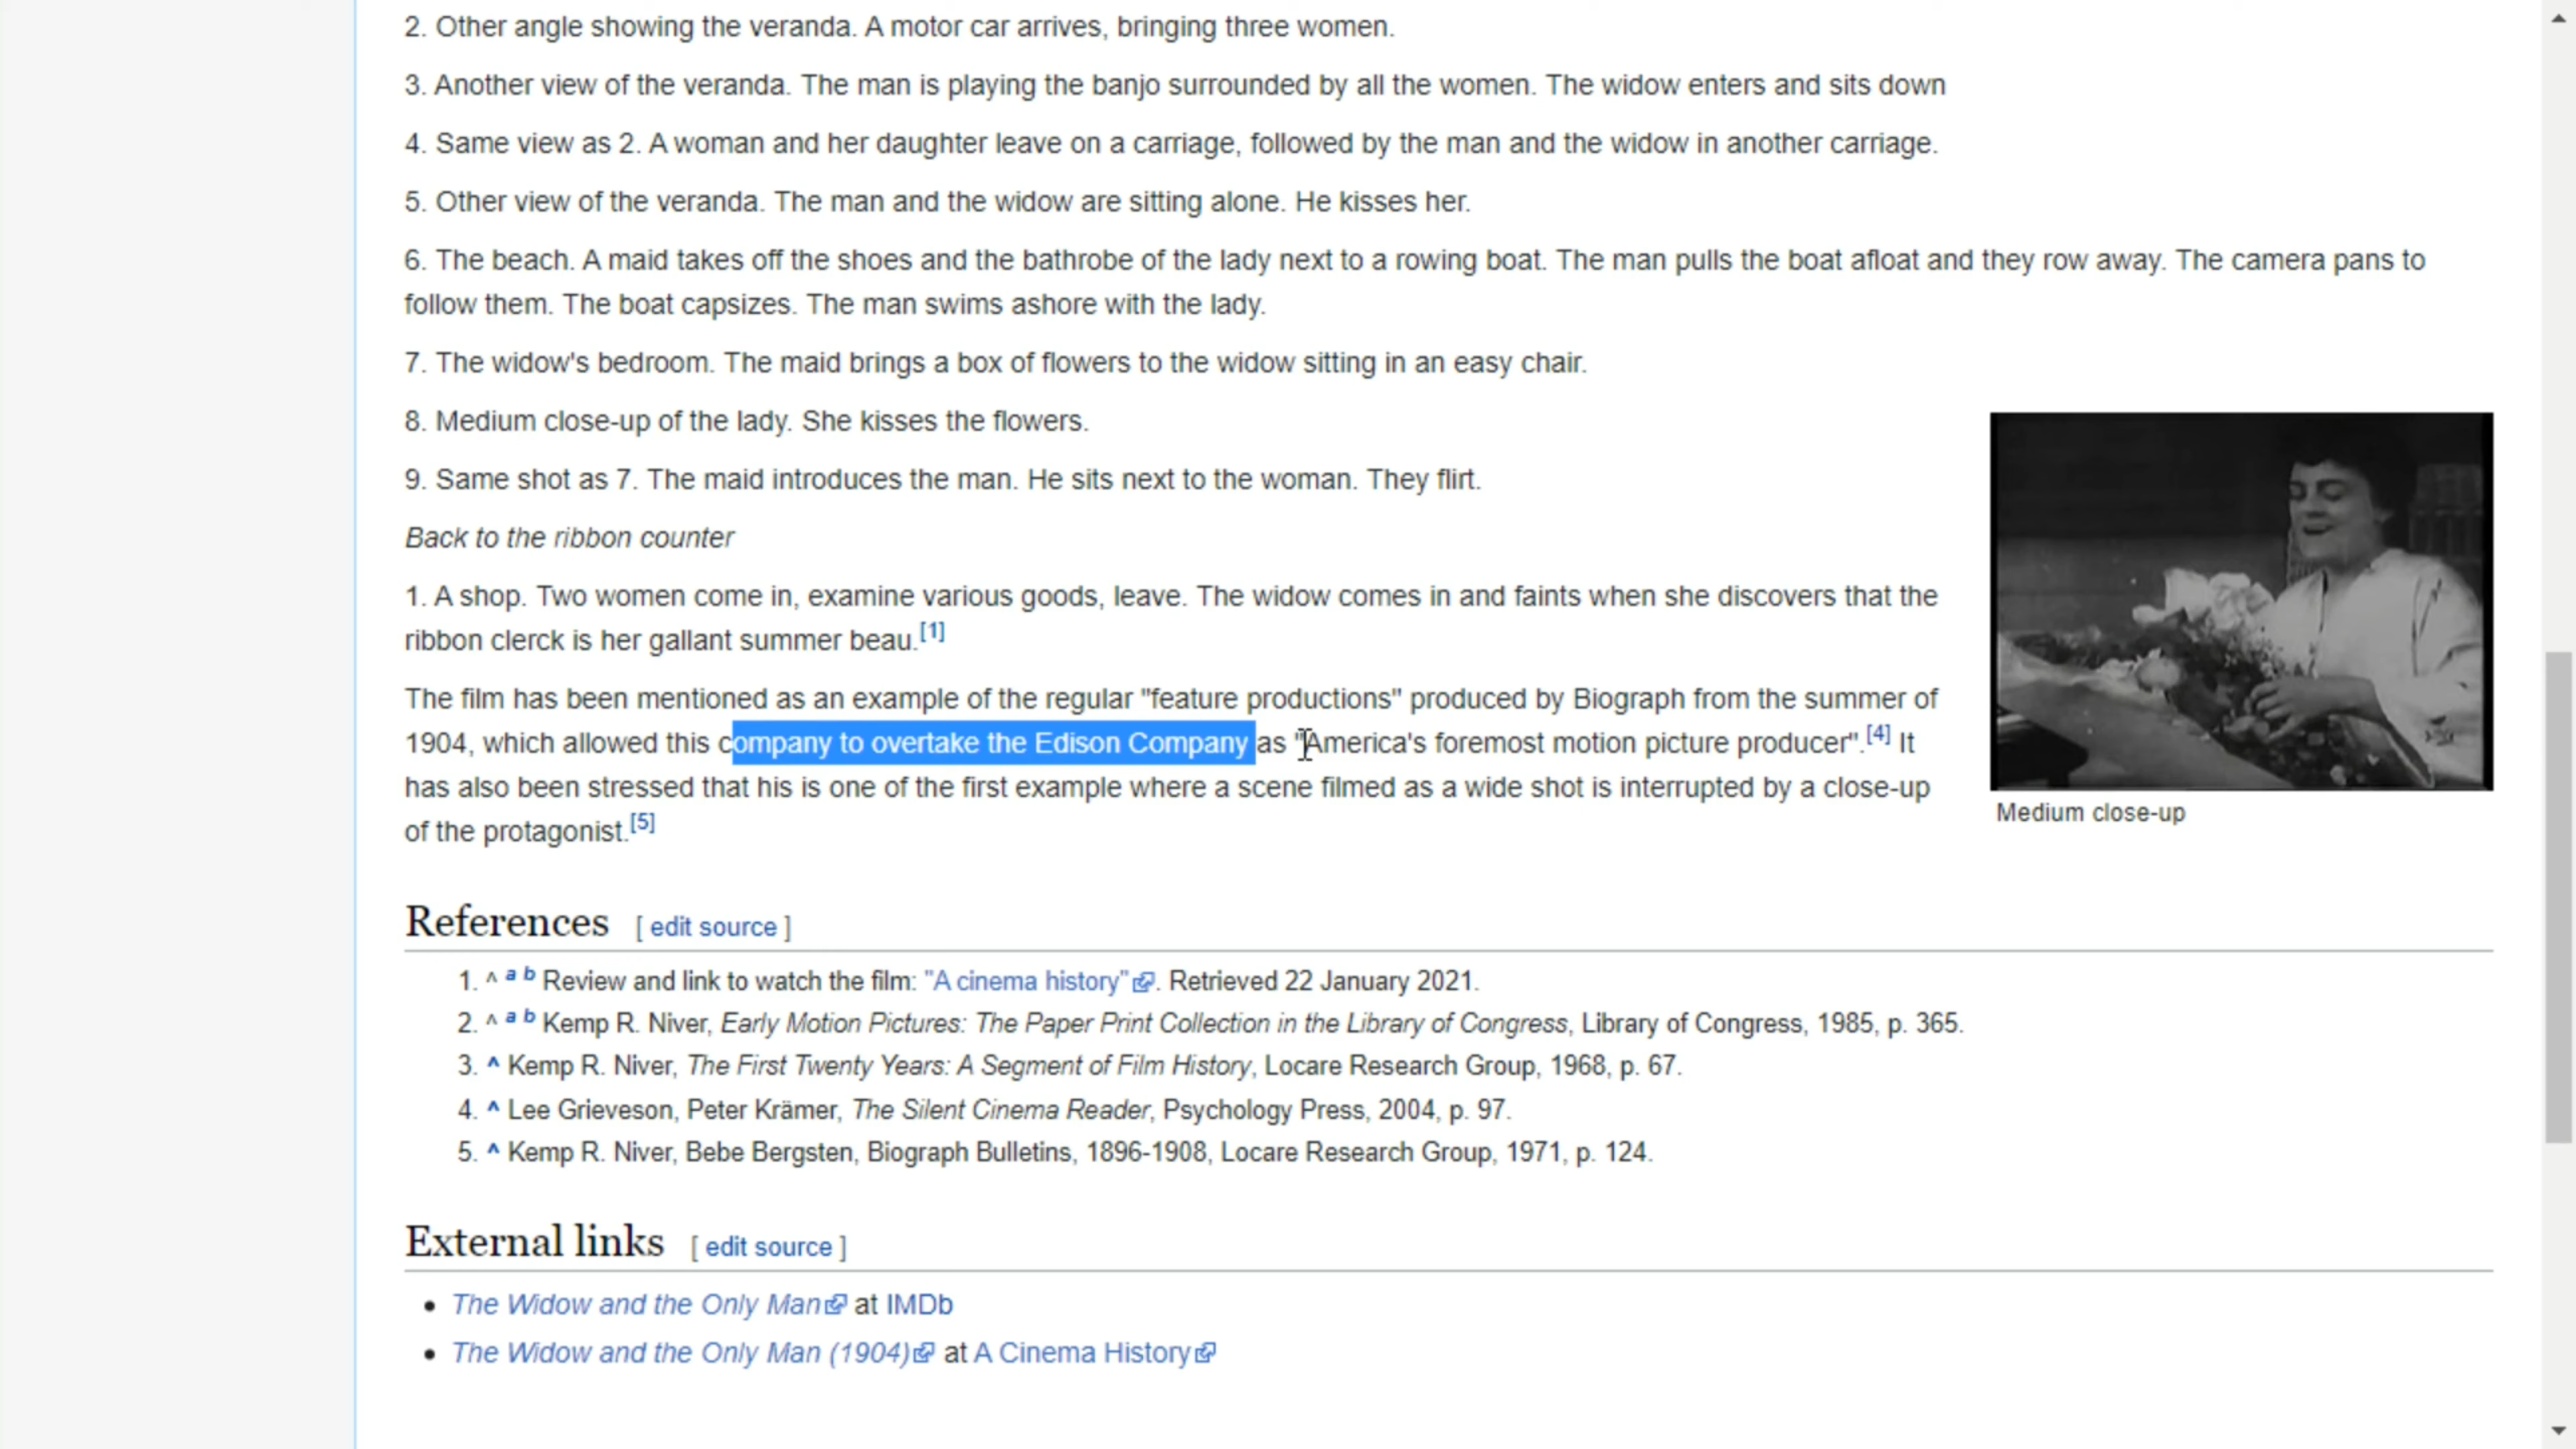 2. Other angle showing the veranda. A motor car arrives, bringing three women.
3. Another view of the veranda. The man is playing the banjo surrounded by all the women. The widow enters and sits down
4. Same view as 2. A woman and her daughter leave on a carriage, followed by the man and the widow in another carriage.
5. Other view of the veranda. The man and the widow are sitting alone. He kisses her.
6. The beach. A maid takes off the shoes and the bathrobe of the lady next to a rowing boat. The man pulls the boat afloat and they row away. The camera pans to
follow them. The boat capsizes. The man swims ashore with the lady.
7. The widow's bedroom. The maid brings a box of flowers to the widow sitting in an easy chair.
8. Medium close-up of the lady. She kisses the flowers.
9. Same shot as 7. The maid introduces the man. He sits next to the woman. They flirt.
Back to the ribbon counter
1. A shop. Two women come in, examine various goods, leave. The widow comes in and faints when she discovers that the
ribbon clerck is her gallant summer beau.[1]
The film has been mentioned as an example of the regular "feature productions" produced by Biograph from the summer of
1904, which allowed this company to overtake the Edison Company as "America's foremost motion picture producer".[4] It
has also been stressed that his is one of the first example where a scene filmed as a wide shot is interrupted by a close-up
of the protagonist.[5]
Medium close-up
References [ edit source ]
1. ^ a b Review and link to watch the film: "A cinema history". Retrieved 22 January 2021.
2. ^ a b Kemp R. Niver, Early Motion Pictures: The Paper Print Collection in the Library of Congress, Library of Congress, 1985, p. 365.
3. ^ Kemp R. Niver, The First Twenty Years: A Segment of Film History, Locare Research Group, 1968, p. 67.
4. ^ Lee Grieveson, Peter Krämer, The Silent Cinema Reader, Psychology Press, 2004, p. 97.
5. ^ Kemp R. Niver, Bebe Bergsten, Biograph Bulletins, 1896-1908, Locare Research Group, 1971, p. 124.
External links [ edit source ]
• The Widow and the Only Man at IMDb
• The Widow and the Only Man (1904) at A Cinema History